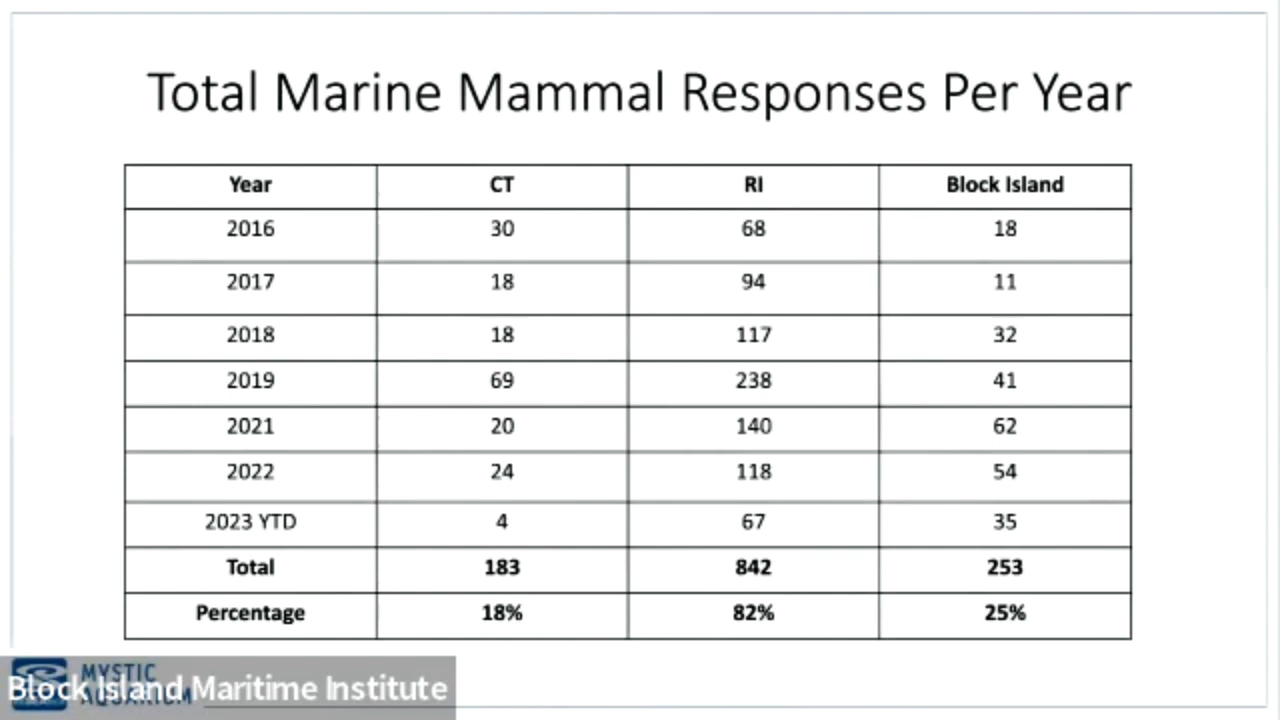 Total Marine Mammal Responses Per Year
Year CT RI Block Island
2016 30 68 18
2017 18 94 11
2018 18 117 32
2019 69 238 41
2021 20 140 62
2022 24 118 54
2023 YTD 4 67 35
Total 183 842 253
Percentage 18% 82% 25%
MYSTIC
AQUARIUM
Block Island Maritime Institute